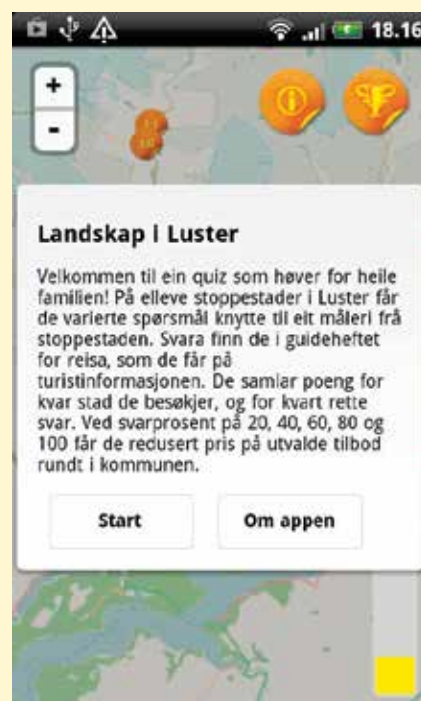 18.16
+
-
Landskap i Luster
Velkommen til ein quiz som høver for heile
familien! På elleve stoppestader i Luster får
de varierte spørsmål knytte til eit måleri frå
stoppestaden. Svara finn de i guideheftet
for reisa, som de får på
turistinformasjonen. De samlar poeng for
kvar stad de besøkjer, og for kvart rette
svar. Ved svarprosent på 20, 40, 60, 80 og
100 får de redusert pris på utvalde tilbod
rundt i kommunen.
Start Om appen